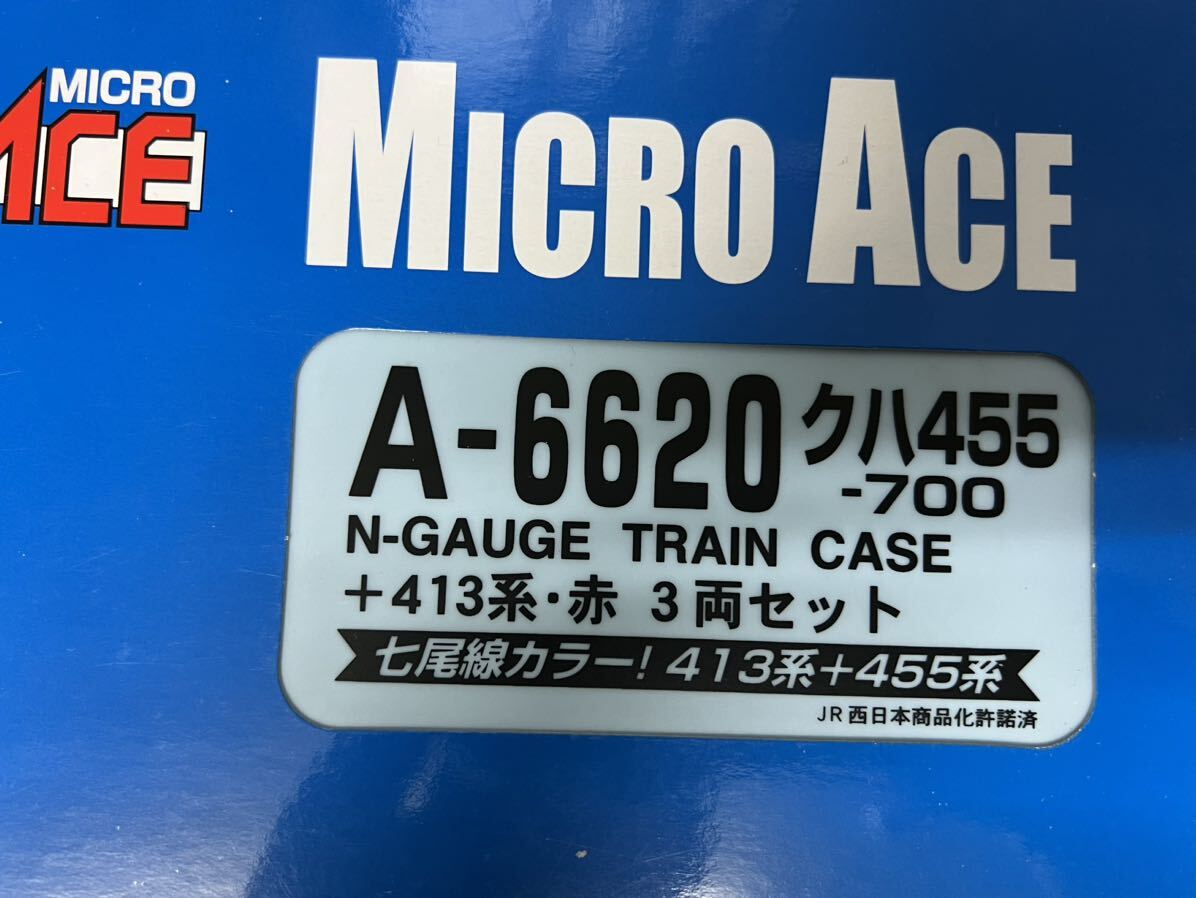 MICRO
ACE
MICRO ACE
A-6620 クハ455
-700
N-GAUGE TRAIN CASE
+413系・赤 3両セット
七尾線カラー! 413系+455系
JR西日本商品化許諾済